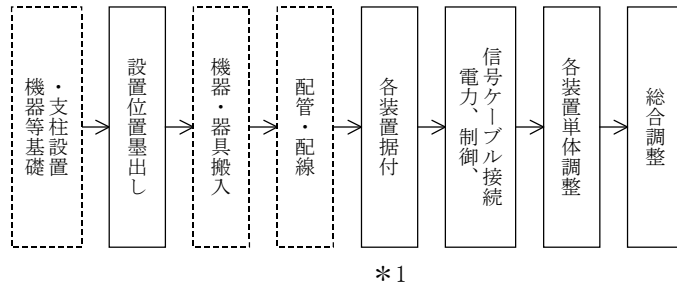 機器等基礎
・支柱設置
設置位置墨出し
機器・器具搬入
配管・配線
各装置据付
電力、制御、
信号ケーブル接続
各装置単体調整
総合調整
＊1